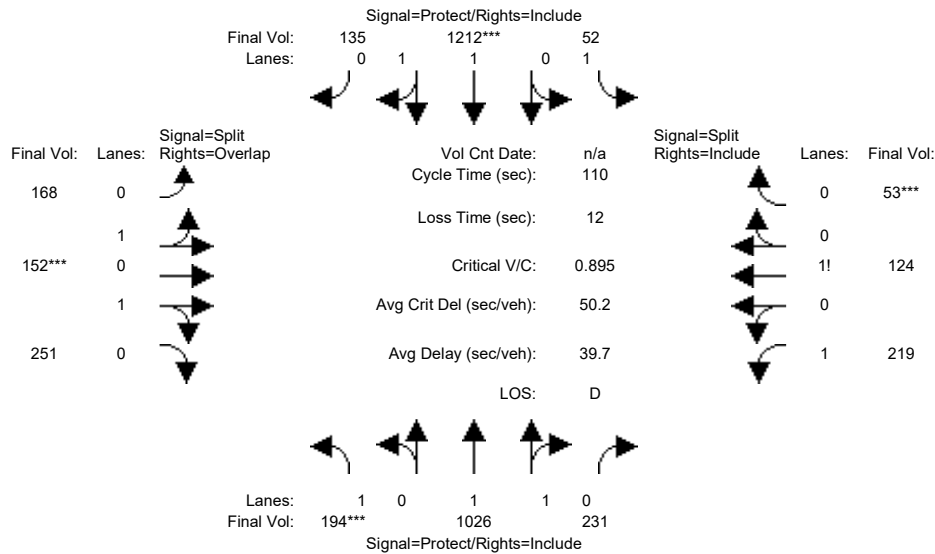 Signal=Protect/Rights=Include
Final Vol: 135 1212*** 52
Lanes: 0 1 1 0 1
Signal=Split Signal=Split
Final Vol: Lanes: Rights=Overlap Vol Cnt Date: n/a Rights=Include Lanes: Final Vol:
Cycle Time (sec): 110
168 0 0 53***
Loss Time (sec): 12
1 0
152*** 0 Critical V/C: 0.895 1! 124
1 Avg Crit Del (sec/veh): 50.2 0
251 0 Avg Delay (sec/veh): 39.7 1 219
LOS: D
Lanes: 1 0 1 1 0
Final Vol: 194*** 1026 231
Signal=Protect/Rights=Include